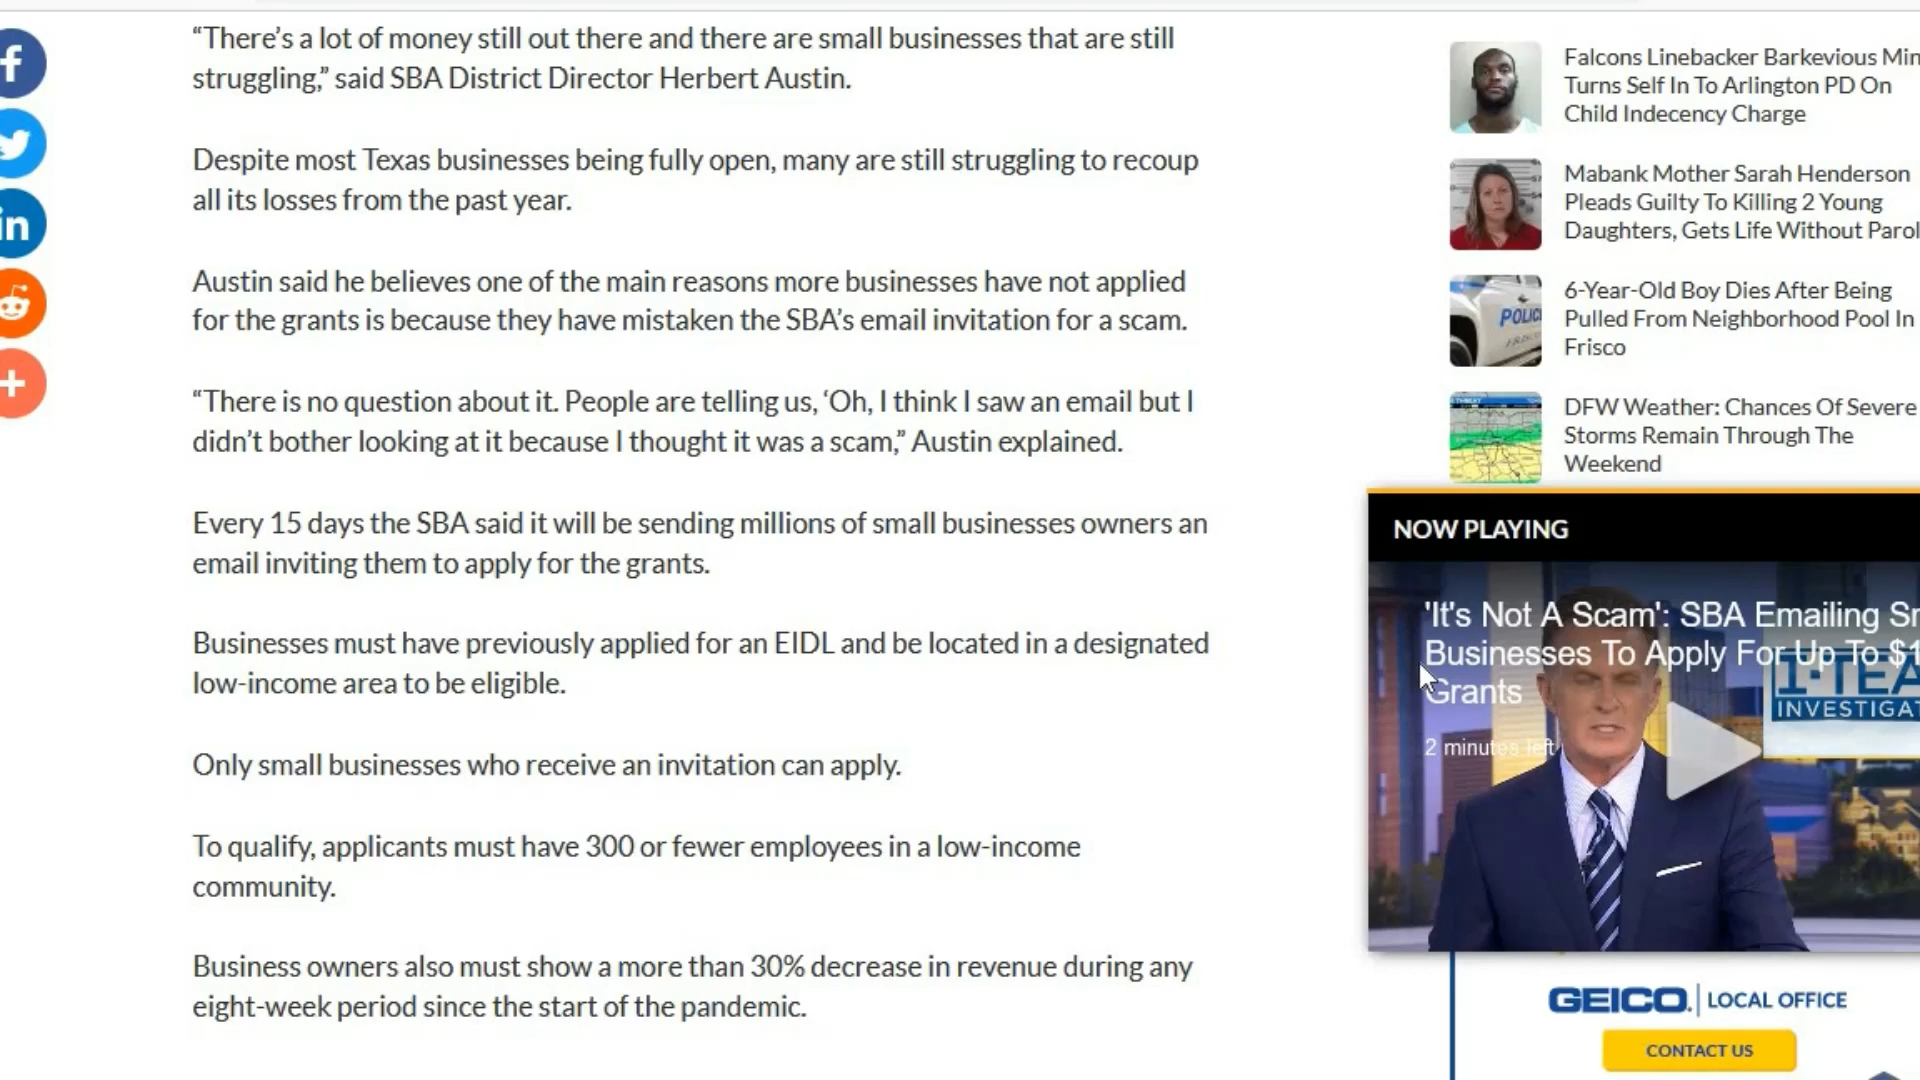 “There’s a lot of money still out there and there are small businesses that are still
struggling,” said SBA District Director Herbert Austin.
Despite most Texas businesses being fully open, many are still struggling to recoup
all its losses from the past year.
Austin said he believes one of the main reasons more businesses have not applied
for the grants is because they have mistaken the SBA’s email invitation for a scam.
“There is no question about it. People are telling us, ‘Oh, I think I saw an email but I
didn’t bother looking at it because I thought it was a scam,” Austin explained.
Every 15 days the SBA said it will be sending millions of small businesses owners an
email inviting them to apply for the grants.
Businesses must have previously applied for an EIDL and be located in a designated
low-income area to be eligible.
Only small businesses who receive an invitation can apply.
To qualify, applicants must have 300 or fewer employees in a low-income
community.
Business owners also must show a more than 30% decrease in revenue during any
eight-week period since the start of the pandemic.
Falcons Linebacker Barkevious Min
Turns Self In To Arlington PD On
Child Indecency Charge
Mabank Mother Sarah Henderson
Pleads Guilty To Killing 2 Young
Daughters, Gets Life Without Parol
6-Year-Old Boy Dies After Being
Pulled From Neighborhood Pool In
Frisco
POLIC
DFW Weather: Chances Of Severe
Storms Remain Through The
Weekend
NOW PLAYING
'It's Not A Scam': SBA Emailing Sm
Businesses To Apply For Up To $1
Grants
2 minutes left
1·TEA
INVESTIGAT
GEICO. LOCAL OFFICE
CONTACT US